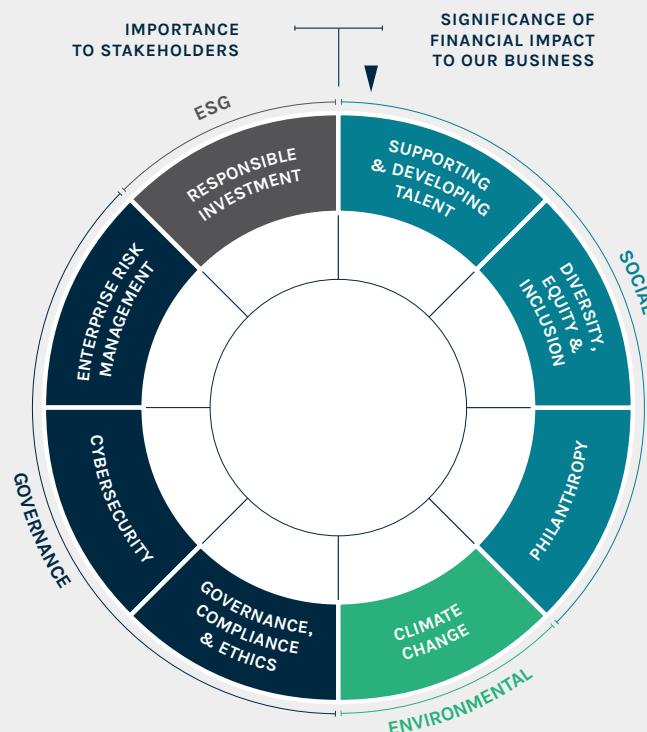 IMPORTANCE
TO STAKEHOLDERS
SIGNIFICANCE OF
FINANCIAL IMPACT
TO OUR BUSINESS
ESG
RESPONSIBLE
INVESTMENT
SUPPORTING
& DEVELOPING
TALENT
SOCIAL
DIVERSITY,
EQUITY &
INCLUSION
PHILANTHROPY
CLIMATE
CHANGE
ENVIRONMENTAL
GOVERNANCE,
COMPLIANCE
& ETHICS
CYBERSECURITY
GOVERNANCE
ENTERPRISE RISK
MANAGEMENT